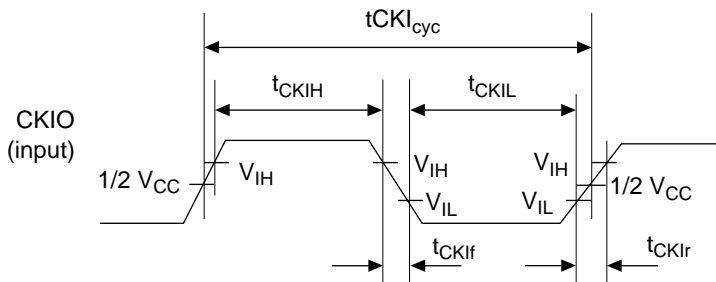 tCKIcyc
tCKIH
tCKIL
CKIO
(input)
1/2 VCC
VIH
VIH
VIL
VIH
VIL
1/2 VCC
tCKIf
tCKIr